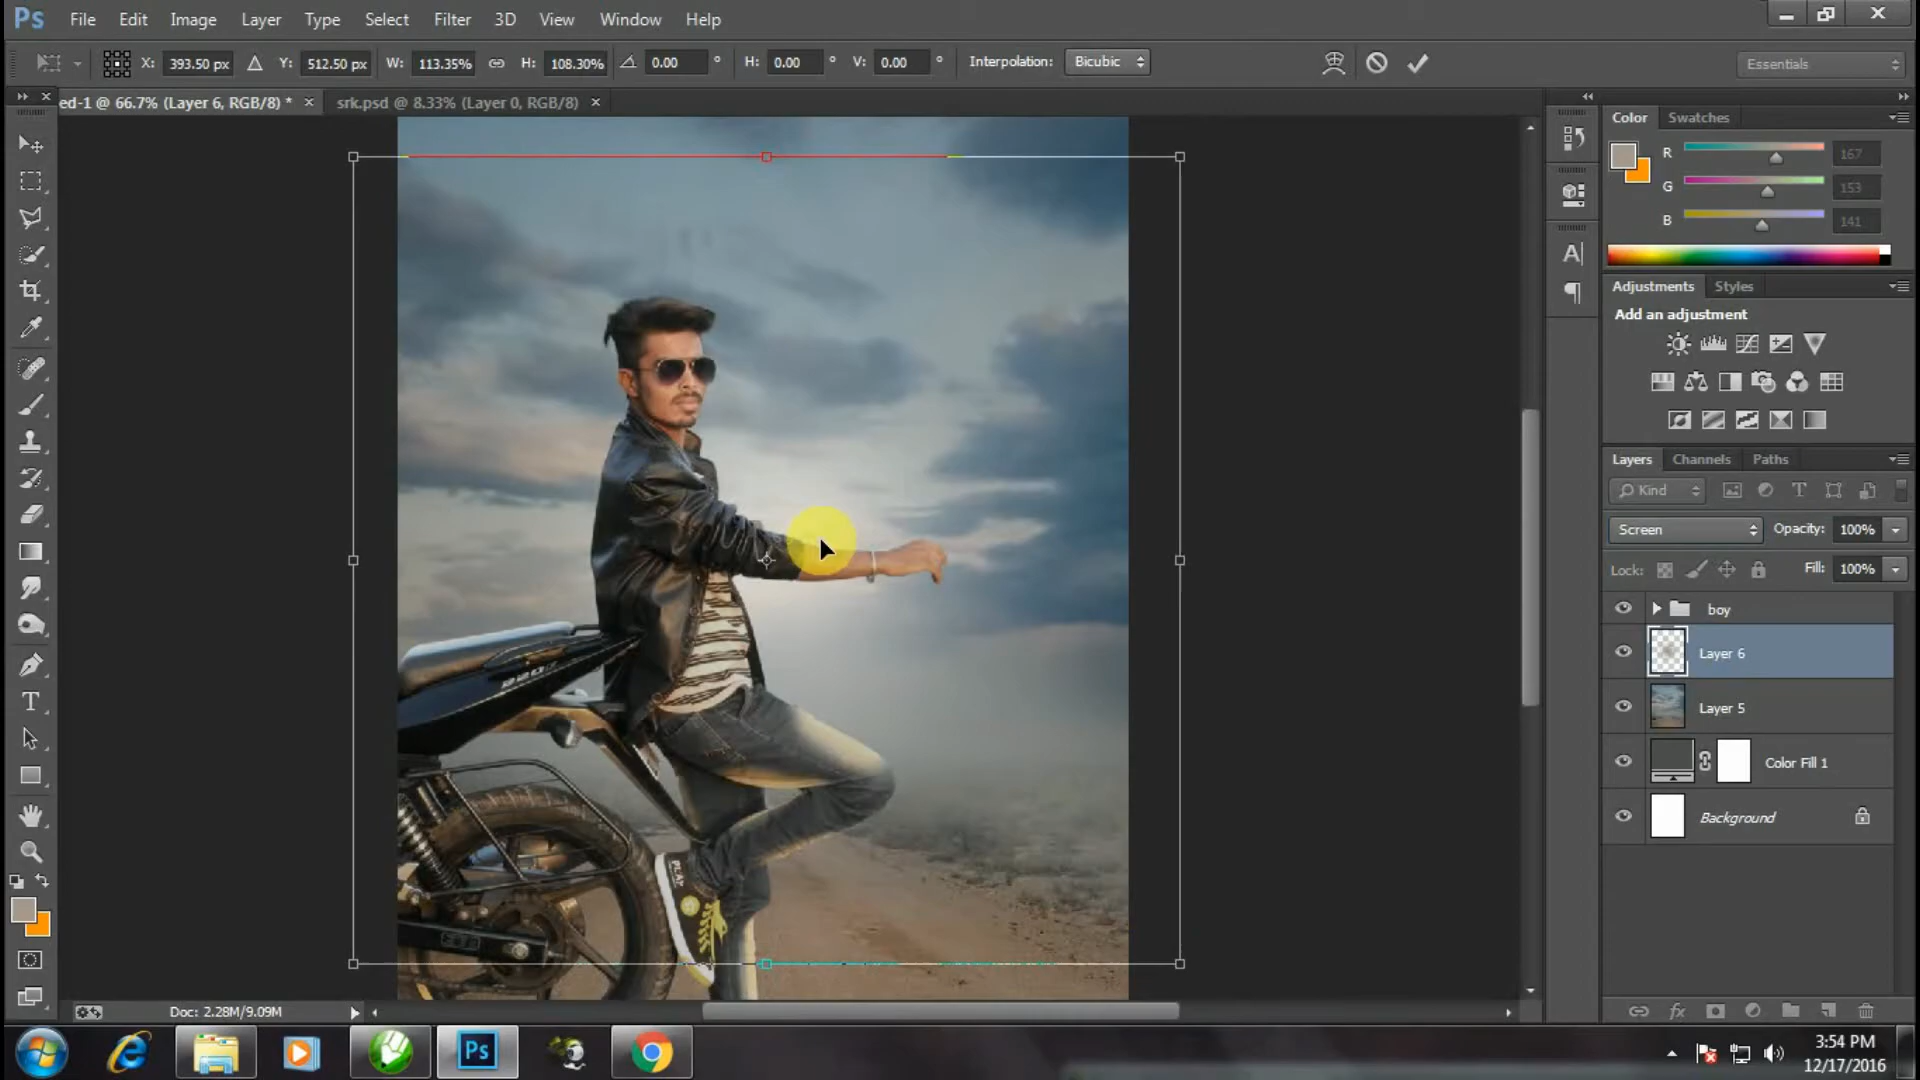 Ps File Edit Image Layer Type Select Filter 3D View Window Help
X: 393.50 px Y: 512.50 px W: 113.35% H: 108.30% 0.00 ° H: 0.00 ° V: 0.00 ° Interpolation: Bicubic Essentials
ed-1 @ 66.7% (Layer 6, RGB/8) * × srk.psd @ 8.33% (Layer 0, RGB/8) ×
Color Swatches
R 167
G 153
B 141
Adjustments Styles
Add an adjustment
Layers Channels Paths
Kind
Screen Opacity: 100%
Lock: Fill: 100%
boy
Layer 6
Layer 5
Color Fill 1
Background
PLAY
Doc: 2.28M/9.09M
Ps
3:54 PM
12/17/2016